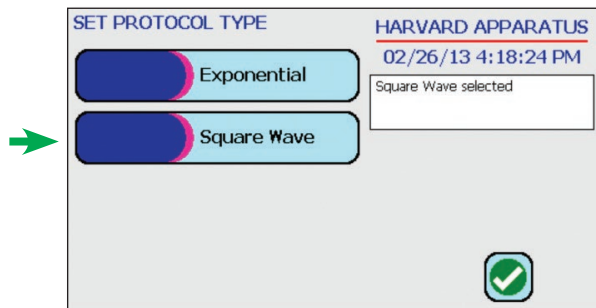 SET PROTOCOL TYPE
Exponential
Square Wave
HARVARD APPARATUS
02/26/13 4:18:24 PM
Square Wave selected